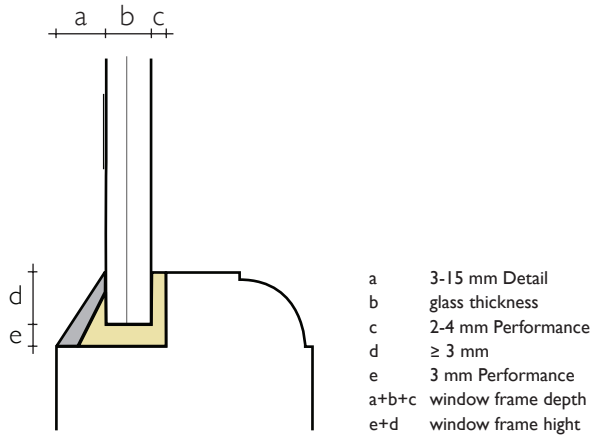 a b c
d
e
a 3-15 mm Detail
b glass thickness
c 2-4 mm Performance
d ≥ 3 mm
e 3 mm Performance
a+b+c window frame depth
e+d window frame hight